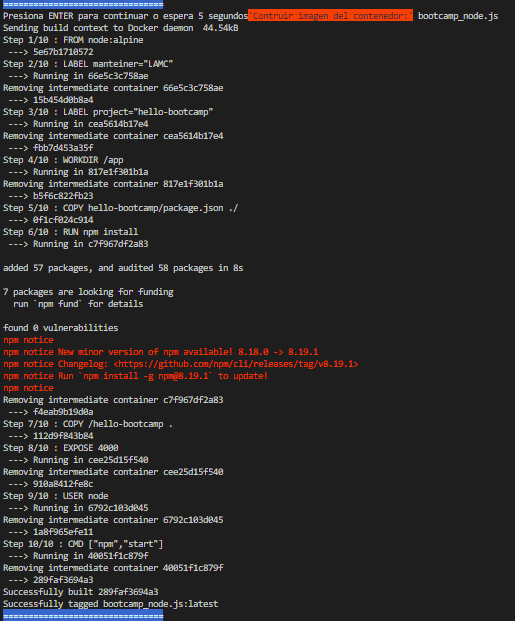 ================================
Presiona ENTER para continuar o espera 5 segundos`Contruir imagen del contenedor:` bootcamp_node.js
Sending build context to Docker daemon  44.54kB
Step 1/10 : FROM node:alpine
 ---> 5e67b1710572
Step 2/10 : LABEL manteiner="LAMC"
 ---> Running in 66e5c3c758ae
Removing intermediate container 66e5c3c758ae
 ---> 15b454d0b8a4
Step 3/10 : LABEL project="hello-bootcamp"
 ---> Running in cea5614b17e4
Removing intermediate container cea5614b17e4
 ---> fbb7d453a35f
Step 4/10 : WORKDIR /app
 ---> Running in 817e1f301b1a
Removing intermediate container 817e1f301b1a
 ---> b5f6c822fb23
Step 5/10 : COPY hello-bootcamp/package.json ./
 ---> 0f1cf024c914
Step 6/10 : RUN npm install
 ---> Running in c7f967df2a83
added 57 packages, and audited 58 packages in 8s
7 packages are looking for funding
  run `npm fund` for details
found 0 vulnerabilities
npm notice
npm notice New minor version of npm available! 8.18.0 -> 8.19.1
npm notice Changelog: <https://github.com/npm/cli/releases/tag/v8.19.1>
npm notice Run `npm install -g npm@8.19.1` to update!
npm notice
Removing intermediate container c7f967df2a83
 ---> f4eab9b19d0a
Step 7/10 : COPY /hello-bootcamp .
 ---> 112d9f843b84
Step 8/10 : EXPOSE 4000
 ---> Running in cee25d15f540
Removing intermediate container cee25d15f540
 ---> 910a8412fe8c
Step 9/10 : USER node
 ---> Running in 6792c103d045
Removing intermediate container 6792c103d045
 ---> 1a8f965efe11
Step 10/10 : CMD ["npm","start"]
 ---> Running in 40051f1c879f
Removing intermediate container 40051f1c879f
 ---> 289faf3694a3
Successfully built 289faf3694a3
Successfully tagged bootcamp_node.js:latest
================================